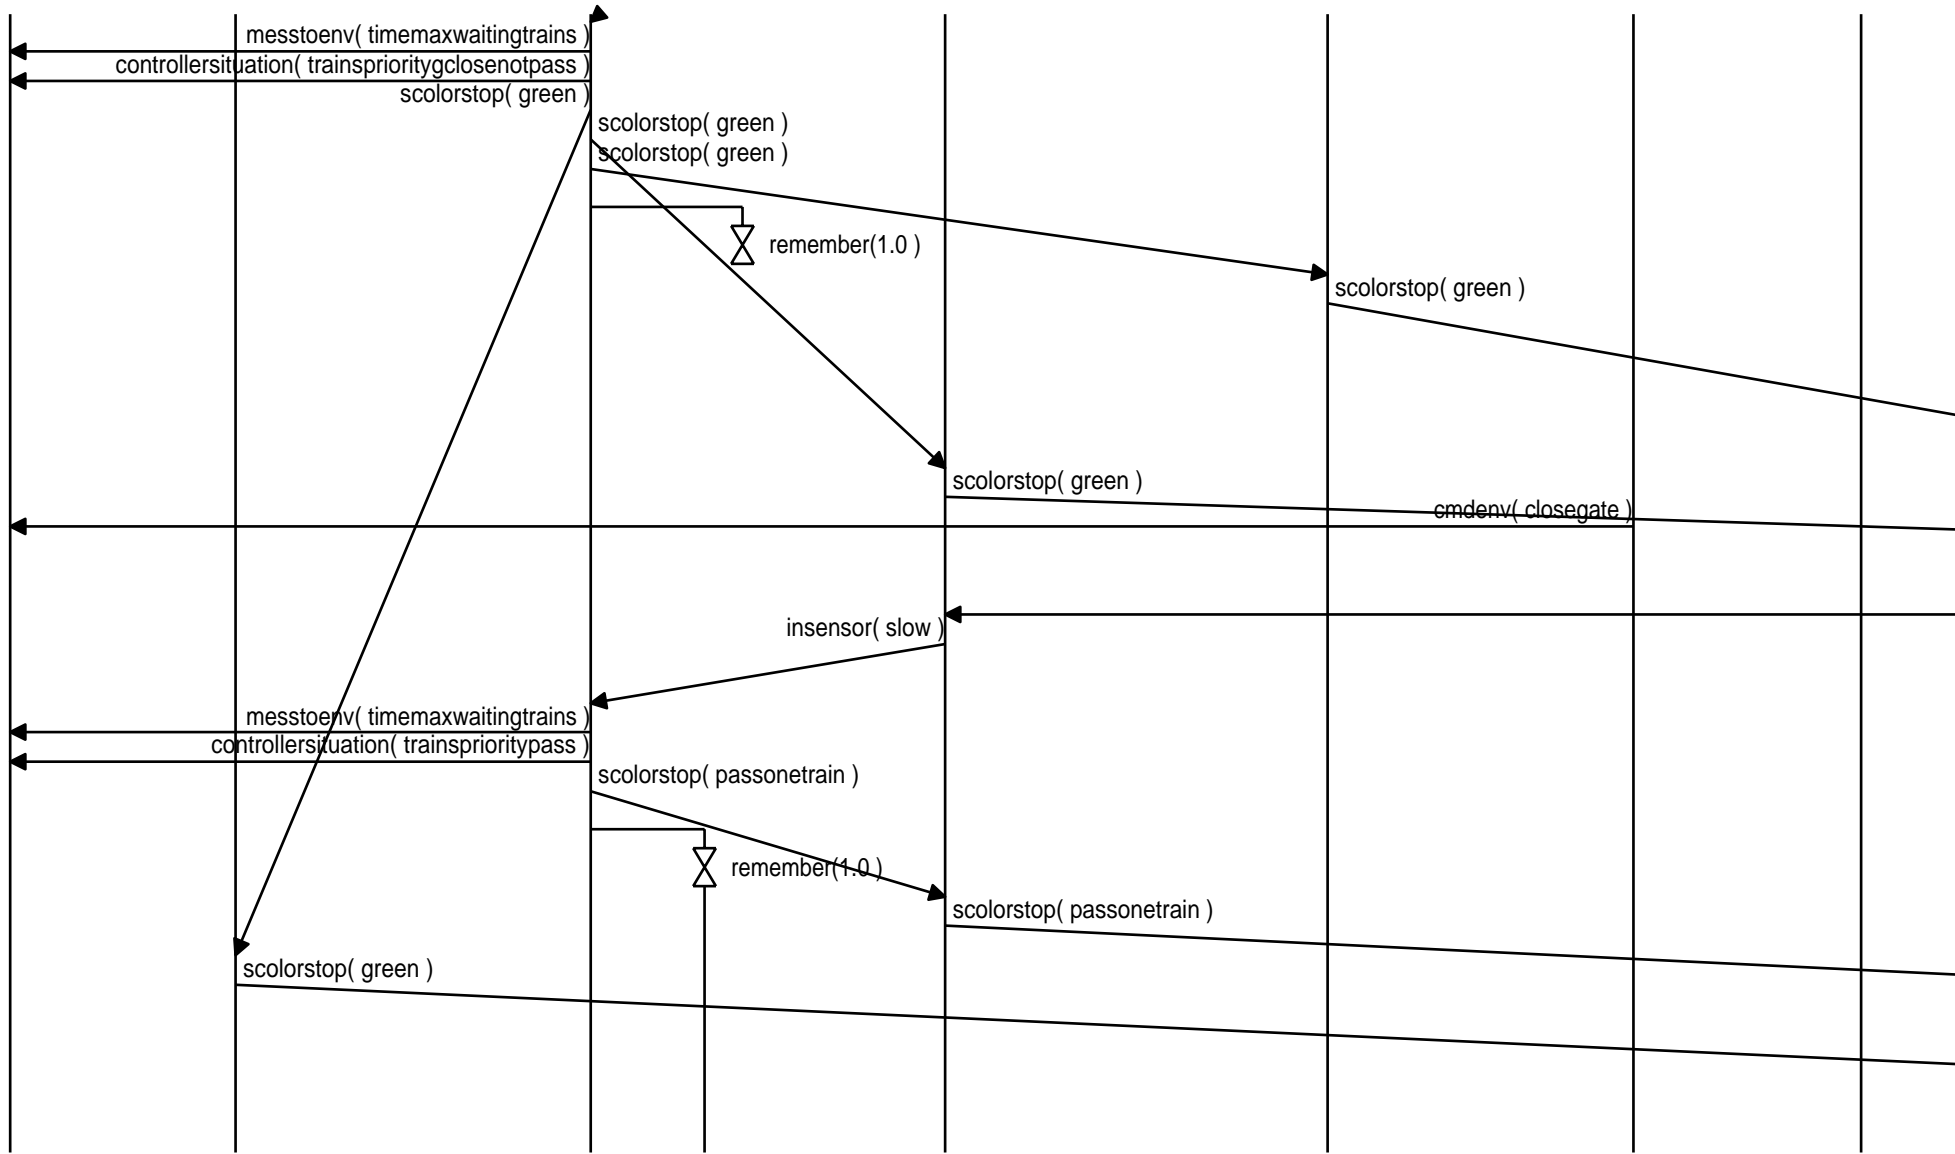 messtoenv( timemaxwaitingtrains )
controllersituation( trainsprioritygclosenotpass )
scolorstop( green )
scolorstop( green )
scolorstop( green )
remember(1.0 )
scolorstop( green )
scolorstop( green )
cmdenv( closegate )
insensor( slow )
messtoenv( timemaxwaitingtrains )
controllersituation( trainsprioritypass )
scolorstop( passonetrain )
remember(1.0 )
scolorstop( passonetrain )
scolorstop( green )